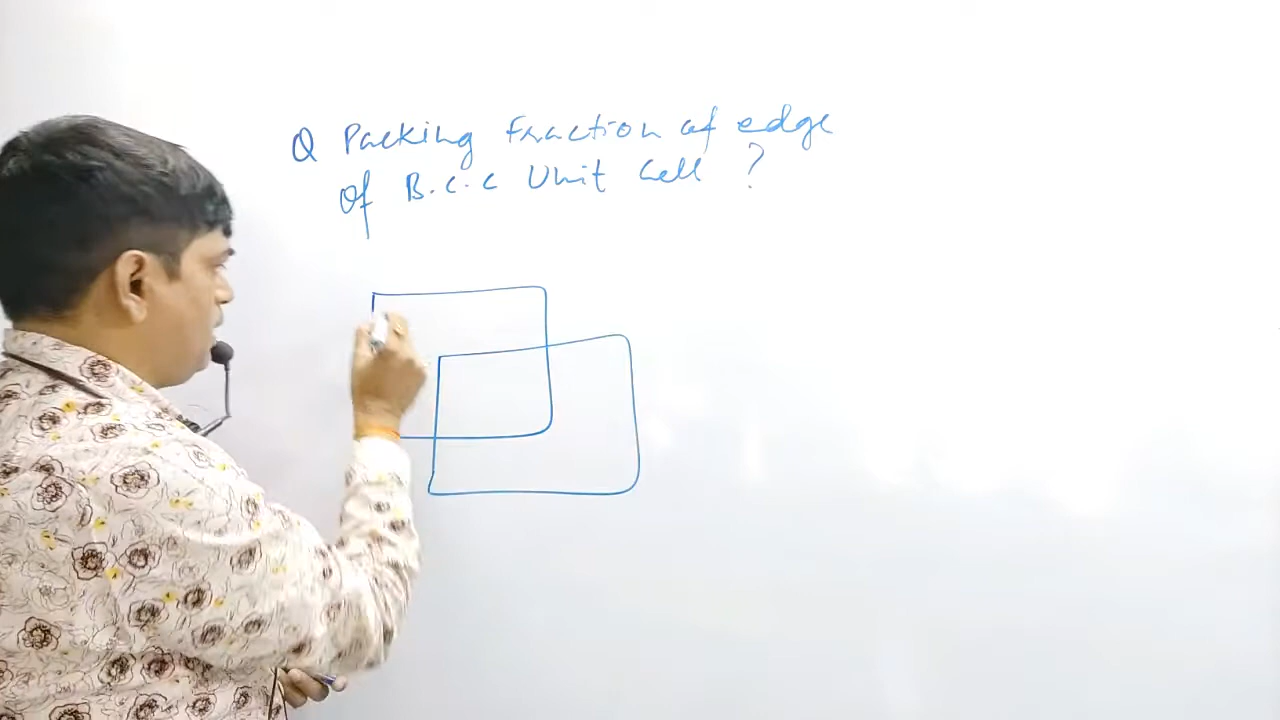 Q Packing Fraction of edge
Of B.C.C Unit Cell ?